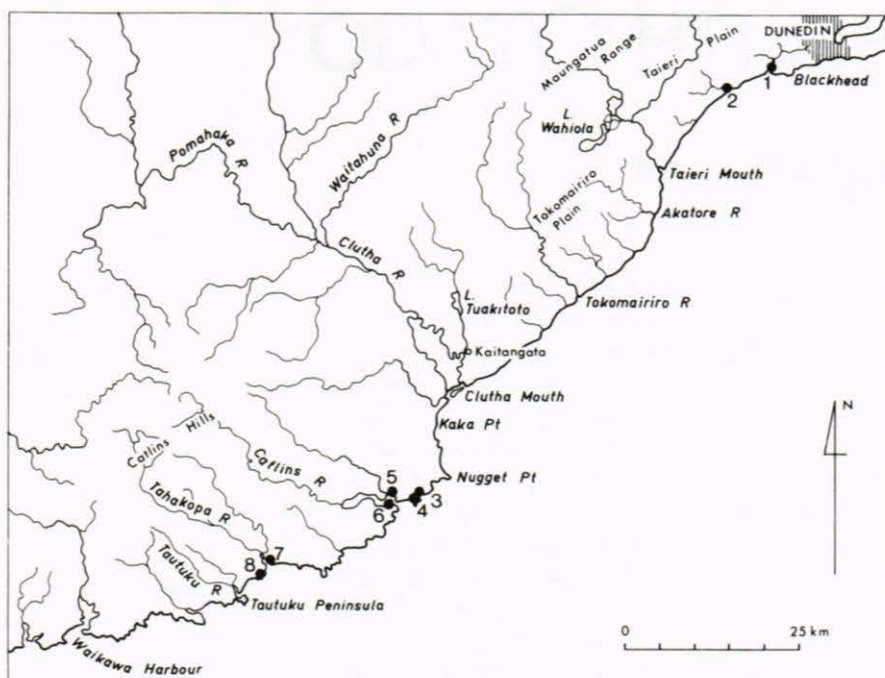 DUNEDIN
Maungatua
Range
Taieri Plain
1
2
Blackhead
L.
Wahiola
Pomahaka R
Waitahuna R
Taieri Mouth
Tokomairiro
Plain
Akatore R
Clutha R
L.
Tuakitoto
Tokomairiro R
Kaitangata
Clutha Mouth
Kaka Pt
N
Catlins Hills
Catlins R
Nugget Pt
5
3
6
4
Tahakopa R
7
8
Tautuku R
Tautuku Peninsula
0 25 km
Waikawa Harbour